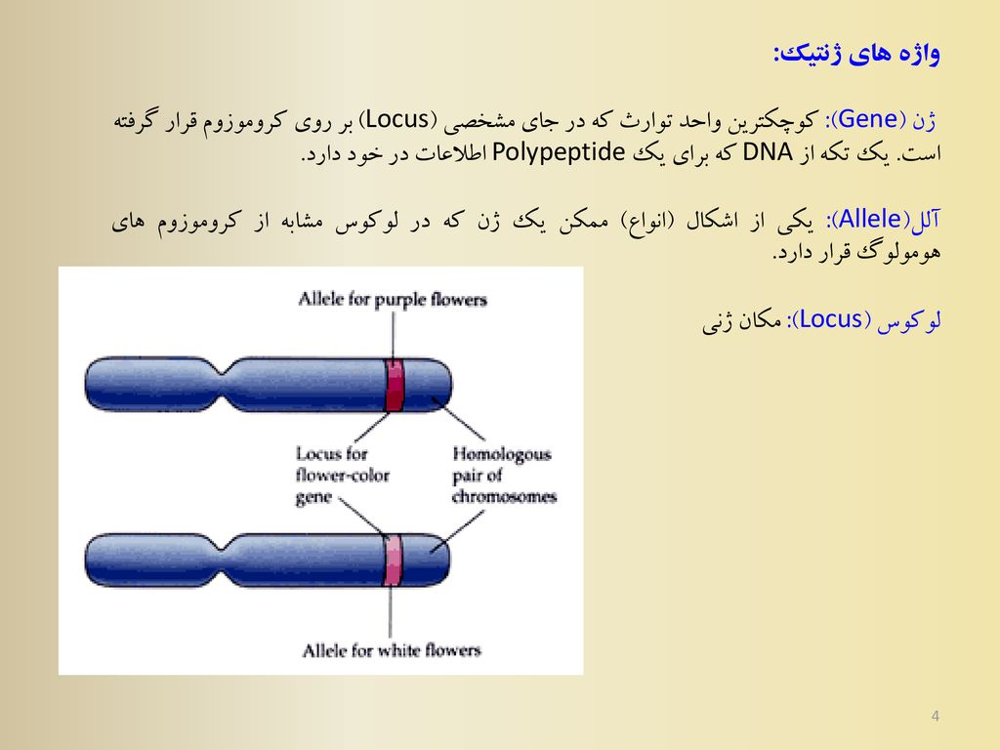 واژه های ژنتیک:
ژن (Gene): کوچکترین واحد توارث که در جای مشخصی (Locus) بر روی کروموزوم قرار گرفته
است. یک تکه از DNA که برای یک Polypeptide اطلاعات در خود دارد.
آلل(Allele): یکی از اشکال (انواع) ممکن یک ژن که در لوکوس مشابه از کروموزوم های
هومولوگ قرار دارد.
لوکوس (Locus): مکان ژنی
Allele for purple flowers
Locus for
flower-color
gene
Homologous
pair of
chromosomes
Allele for white flowers
4